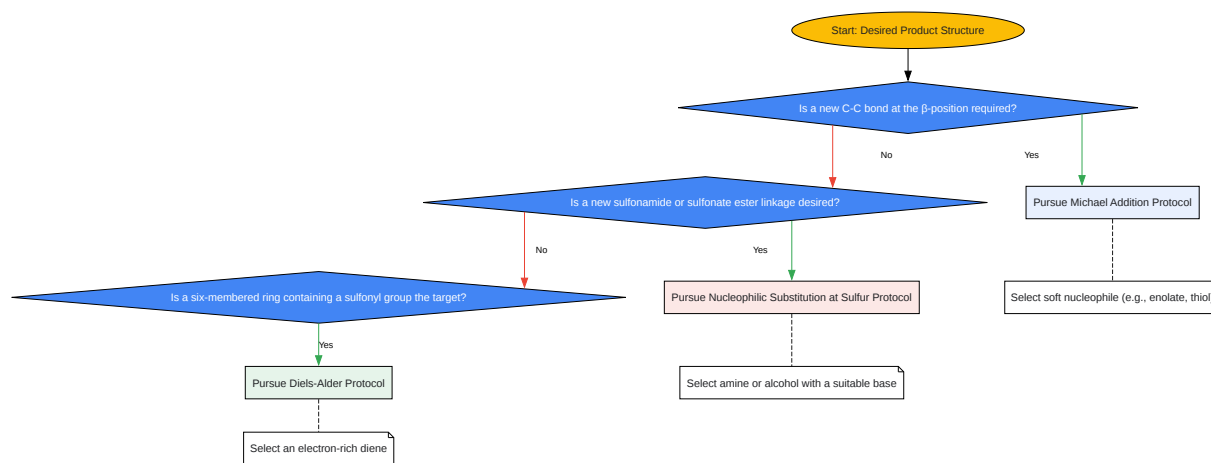 Start: Desired Product Structure
Is a new C-C bond at the β-position required?
No
Yes
Is a new sulfonamide or sulfonate ester linkage desired?
Pursue Michael Addition Protocol
No
Yes
Is a six-membered ring containing a sulfonyl group the target?
Pursue Nucleophilic Substitution at Sulfur Protocol
Select soft nucleophile (e.g., enolate, thiol)
Yes
Pursue Diels-Alder Protocol
Select amine or alcohol with a suitable base
Select an electron-rich diene